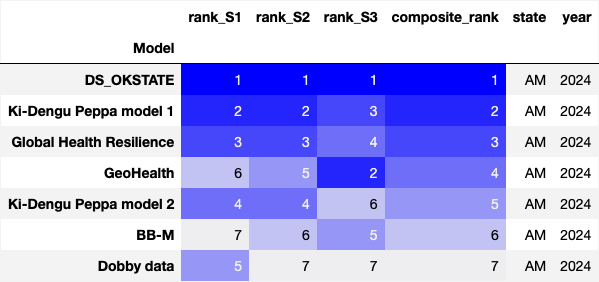 rank_S1 rank_S2 rank_S3 composite_rank state year
Model
DS_OKSTATE 1 1 1 1 AM 2024
Ki-Dengu Peppa model 1 2 2 3 2 AM 2024
Global Health Resilience 3 3 4 3 AM 2024
GeoHealth 6 5 2 4 AM 2024
Ki-Dengu Peppa model 2 4 4 6 5 AM 2024
BB-M 7 6 5 6 AM 2024
Dobby data 5 7 7 7 AM 2024